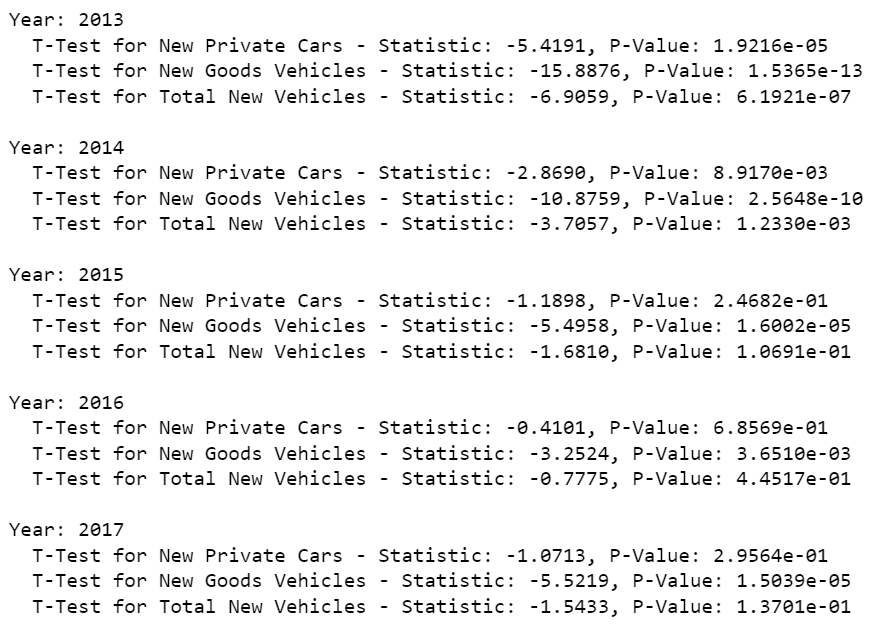 Year: 2013
T-Test for New Private Cars - Statistic: -5.4191, P-Value: 1.9216e-05
T-Test for New Goods Vehicles - Statistic: -15.8876, P-Value: 1.5365e-13
T-Test for Total New Vehicles - Statistic: -6.9059, P-Value: 6.1921e-07
Year: 2014
T-Test for New Private Cars - Statistic: -2.8690, P-Value: 8.9170e-03
T-Test for New Goods Vehicles - Statistic: -10.8759, P-Value: 2.5648e-10
T-Test for Total New Vehicles - Statistic: -3.7057, P-Value: 1.2330e-03
Year: 2015
T-Test for New Private Cars - Statistic: -1.1898, P-Value: 2.4682e-01
T-Test for New Goods Vehicles - Statistic: -5.4958, P-Value: 1.6002e-05
T-Test for Total New Vehicles - Statistic: -1.6810, P-Value: 1.0691e-01
Year: 2016
T-Test for New Private Cars - Statistic: -0.4101, P-Value: 6.8569e-01
T-Test for New Goods Vehicles - Statistic: -3.2524, P-Value: 3.6510e-03
T-Test for Total New Vehicles - Statistic: -0.7775, P-Value: 4.4517e-01
Year: 2017
T-Test for New Private Cars - Statistic: -1.0713, P-Value: 2.9564e-01
T-Test for New Goods Vehicles - Statistic: -5.5219, P-Value: 1.5039e-05
T-Test for Total New Vehicles - Statistic: -1.5433, P-Value: 1.3701e-01